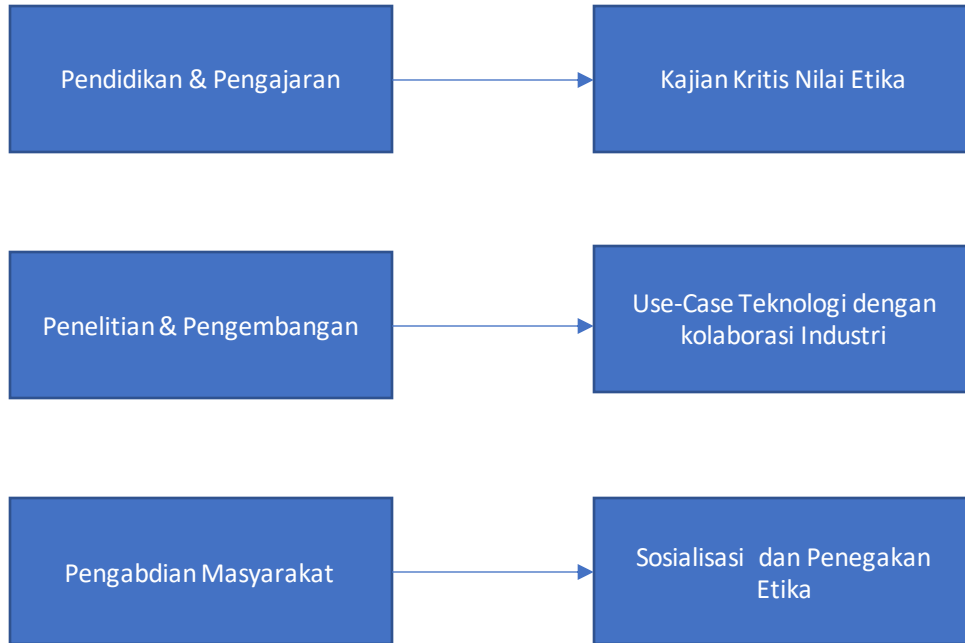 Pendidikan & Pengajaran
Kajian Kritis Nilai Etika
Penelitian & Pengembangan
Use-Case Teknologi dengan
kolaborasi Industri
Pengabdian Masyarakat
Sosialisasi dan Penegakan
Etika